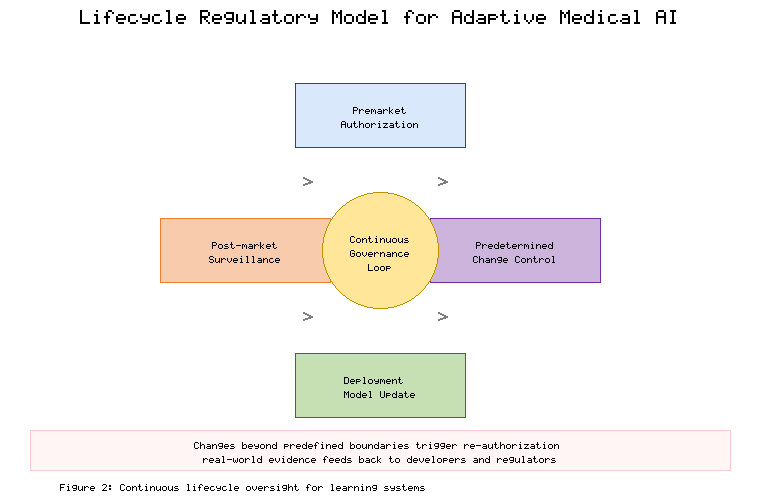 Lifecycle Regulatory Model for Adaptive Medical AI
Premarket
Authorization
>
>
Post-market
Surveillance
Continuous
Governance
Loop
Predetermined
Change Control
>
>
Deployment
Model Update
Changes beyond predefined boundaries trigger re-authorization
real-world evidence feeds back to developers and regulators
Figure 2: Continuous lifecycle oversight for learning systems